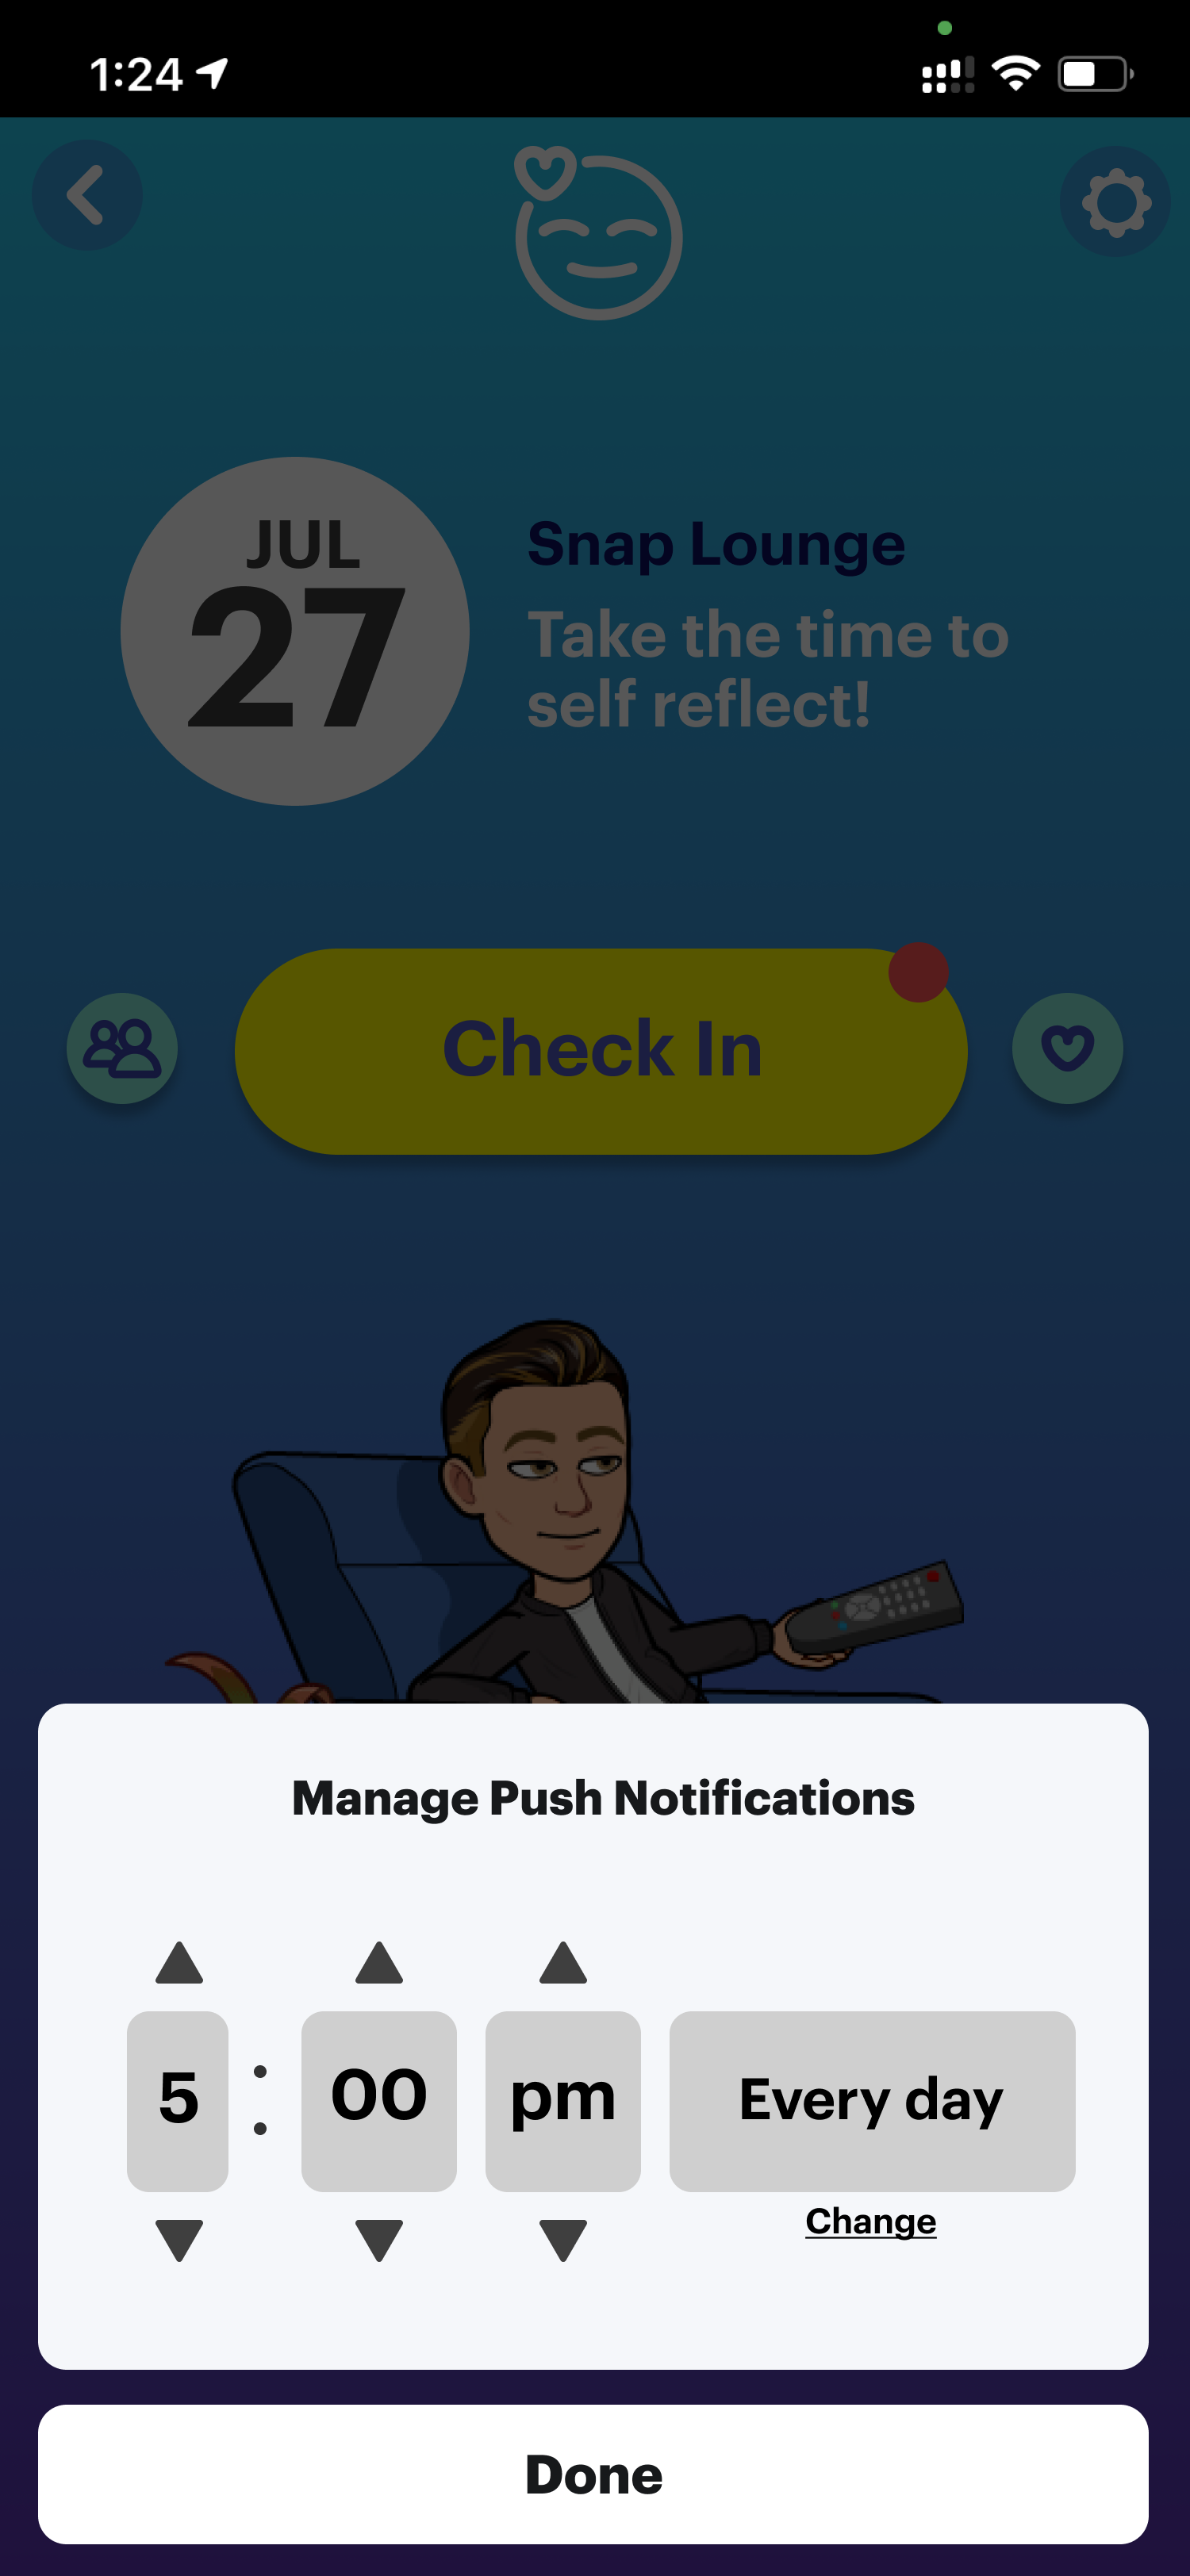 1:24
JUL
27
Snap Lounge
Take the time to
self reflect!
Check In
Manage Push Notifications
5 : 00 pm Every day
Change
Done